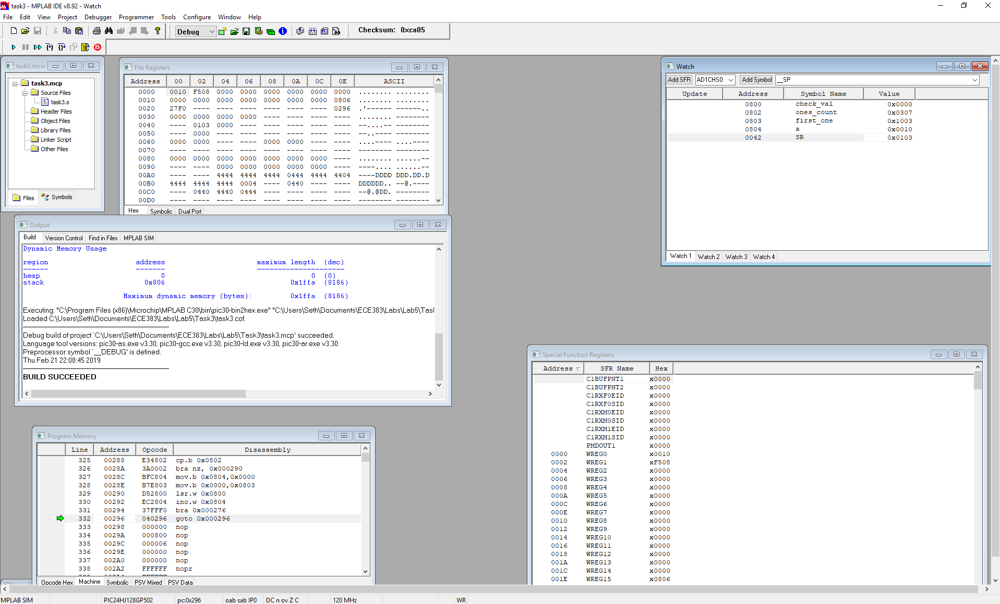 task3 - MPLAB IDE v8.92 - Watch
File Edit View Project Debugger Programmer Tools Configure Window Help
Debug
Checksum: 0xca05
task3.mcw
task3.mcp
Source Files
task3.s
Header Files
Object Files
Library Files
Linker Script
Other Files
Files Symbols
File Registers
Address 00 02 04 06 08 0A 0C 0E ASCII
0000 0010 F508 0000 0000 0000 0000 0000 0000 ........ ........
0010 0000 0000 0000 0000 0000 0000 0000 0806 ........ ........
0020 27F0 ---- ---- ---- ---- ---- ---- 0296 .'------ ------..
0030 0000 0000 0000 0000 ---- ---- ---- ---- ........ --------
0040 ---- 0103 0000 ---- ---- ---- ---- ---- --....-- --------
0050 ---- 0000 ---- ---- ---- ---- ---- ---- --..---- --------
0060 0000 0000 ---- ---- 0000 0000 ---- ---- ....---- ....----
0070 ---- ---- ---- ---- ---- ---- ---- ---- -------- --------
0080 0000 0000 0000 0000 0000 0000 0000 ---- ........ ......--
0090 ---- ---- 0000 0000 0000 0000 0000 ---- ----.... ......--
00A0 ---- ---- 4444 4444 4444 0444 4444 4404 ----DDDD DDD.DD.D
00B0 4444 4444 4444 0004 ---- 0440 ---- ---- DDDDDD.. --@.----
00C0 ---- 0440 4440 0444 ---- ---- ---- ---- --@.@DD. --------
00D0 ---- ---- ---- ---- ---- ---- ---- ---- -------- --------
Hex Symbolic Dual Port
Watch
Add SFR AD1CHS0 Add Symbol __SP
Update Address Symbol Name Value
0800 check_val 0x0000
0802 ones_count 0x0307
0803 first_one 0x1003
0804 a 0x0010
0042 SR 0x0103
Watch 1 Watch 2 Watch 3 Watch 4
Output
Build Version Control Find in Files MPLAB SIM
Dynamic Memory Usage
region address maximum length (dec)
------ ------- ---------------------
heap 0 0 (0)
stack 0x806 0x1ffa (8186)
Maximum dynamic memory (bytes): 0x1ffa (8186)
Executing: "C:\Program Files (x86)\Microchip\MPLAB C30\bin\pic30-bin2hex.exe" "C:\Users\Seth\Documents\ECE383\Labs\Lab5\Tas
Loaded C:\Users\Seth\Documents\ECE383\Labs\Lab5\Task3\task3.cof.
Debug build of project `C:\Users\Seth\Documents\ECE383\Labs\Lab5\Task3\task3.mcp' succeeded.
Language tool versions: pic30-as.exe v3.30, pic30-gcc.exe v3.30, pic30-ld.exe v3.30, pic30-ar.exe v3.30
Preprocessor symbol `__DEBUG' is defined.
Thu Feb 21 22:08:45 2019
BUILD SUCCEEDED
Program Memory
Line Address Opcode Disassembly
325 00288 E34802 cp.b 0x0802
326 0028A 3A0002 bra nz, 0x000290
327 0028C BFC804 mov.b 0x0804,0x0000
328 0028E B7E803 mov.b 0x0000,0x0803
329 00290 D52800 lsr.w 0x0800
330 00292 EC2804 inc.w 0x0804
331 00294 37FFF0 bra 0x000276
332 00296 040296 goto 0x000296
333 00298 000000 nop
334 0029A 000800 nop
335 0029C 000006 nop
336 0029E 000000 nop
337 002A0 000000 nop
338 002A2 FFFFFF nopr
Opcode Hex Machine Symbolic PSV Mixed PSV Data
Special Function Registers
Address SFR Name Hex
C1BUFPNT1 x0000
C1BUFPNT2 x0000
C1RXF0EID x0000
C1RXF0SID x0000
C1RXM0EID x0000
C1RXM0SID x0000
C1RXM1EID x0000
C1RXM1SID x0000
PMDOUT1 x0000
0000 WREG0 x0010
0002 WREG1 xF508
0004 WREG2 x0000
0006 WREG3 x0000
0008 WREG4 x0000
000A WREG5 x0000
000C WREG6 x0000
000E WREG7 x0000
0010 WREG8 x0000
0012 WREG9 x0000
0014 WREG10 x0000
0016 WREG11 x0000
0018 WREG12 x0000
001A WREG13 x0000
001C WREG14 x0000
001E WREG15 x0806
MPLAB SIM PIC24HJ128GP502 pc:0x296 oab sab IP0 DC n ov Z C 120 MHz WR